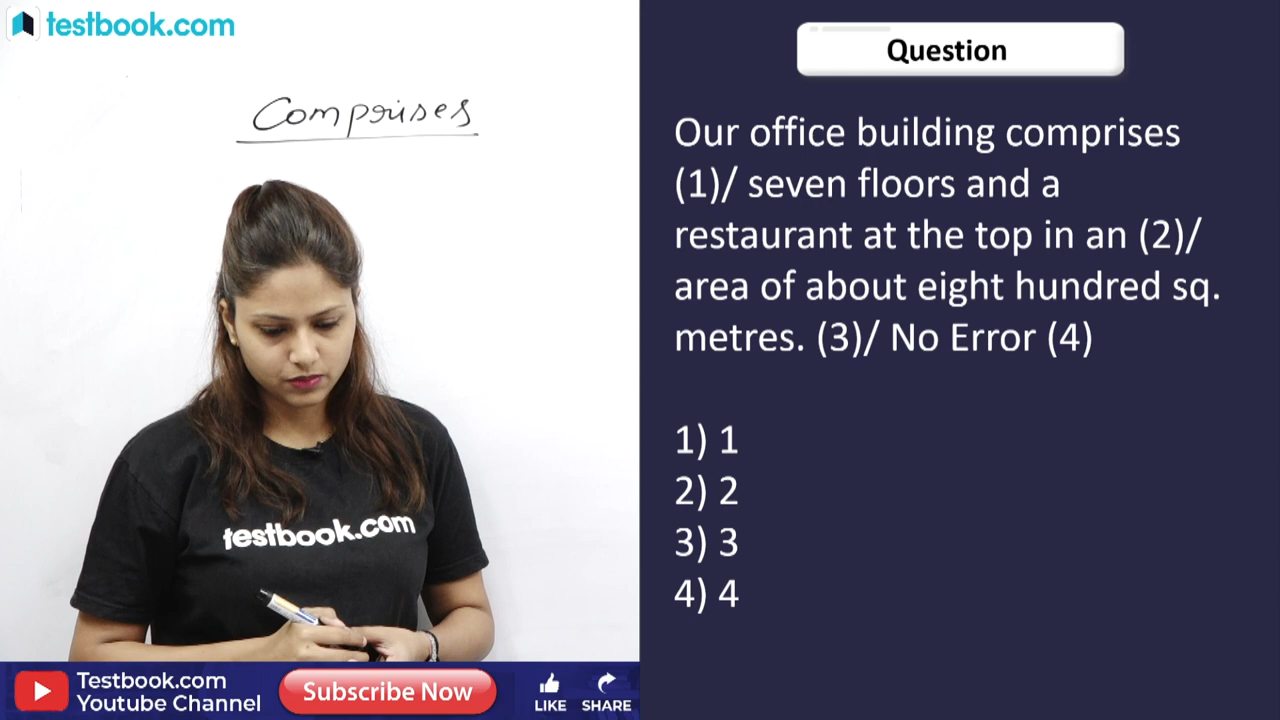 testbook.com
Comprises
testbook.com
Testbook.com
Youtube Channel
Subscribe Now
LIKE
SHARE
Question
Our office building comprises
(1)/ seven floors and a
restaurant at the top in an (2)/
area of about eight hundred sq.
metres. (3)/ No Error (4)
1) 1
2) 2
3) 3
4) 4